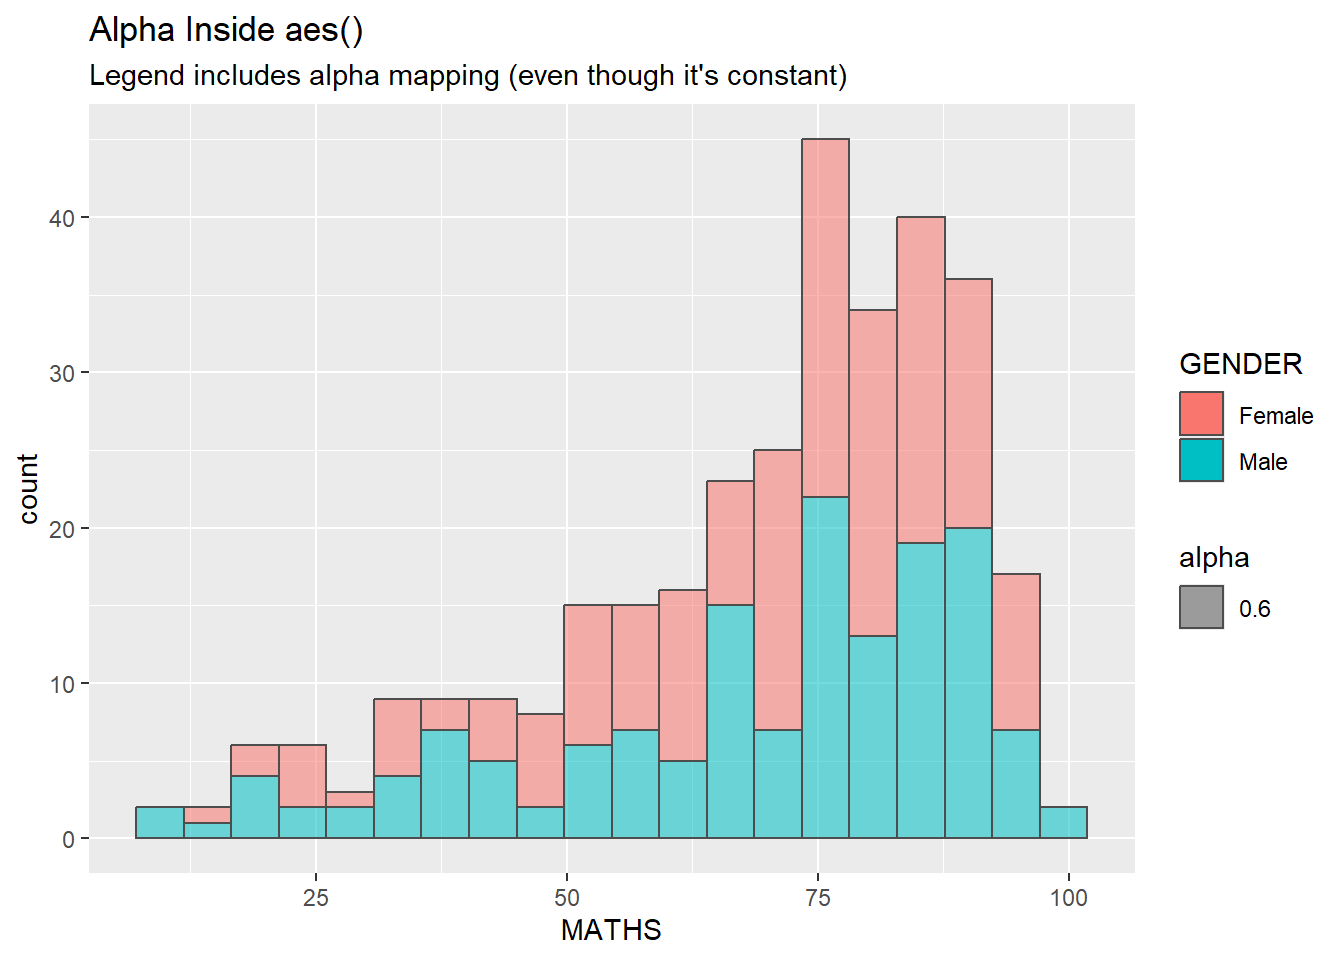 Alpha Inside aes()
Legend includes alpha mapping (even though it's constant)
40
30
20
10
0
count
25 50 75 100
MATHS
GENDER
Female
Male
alpha
0.6